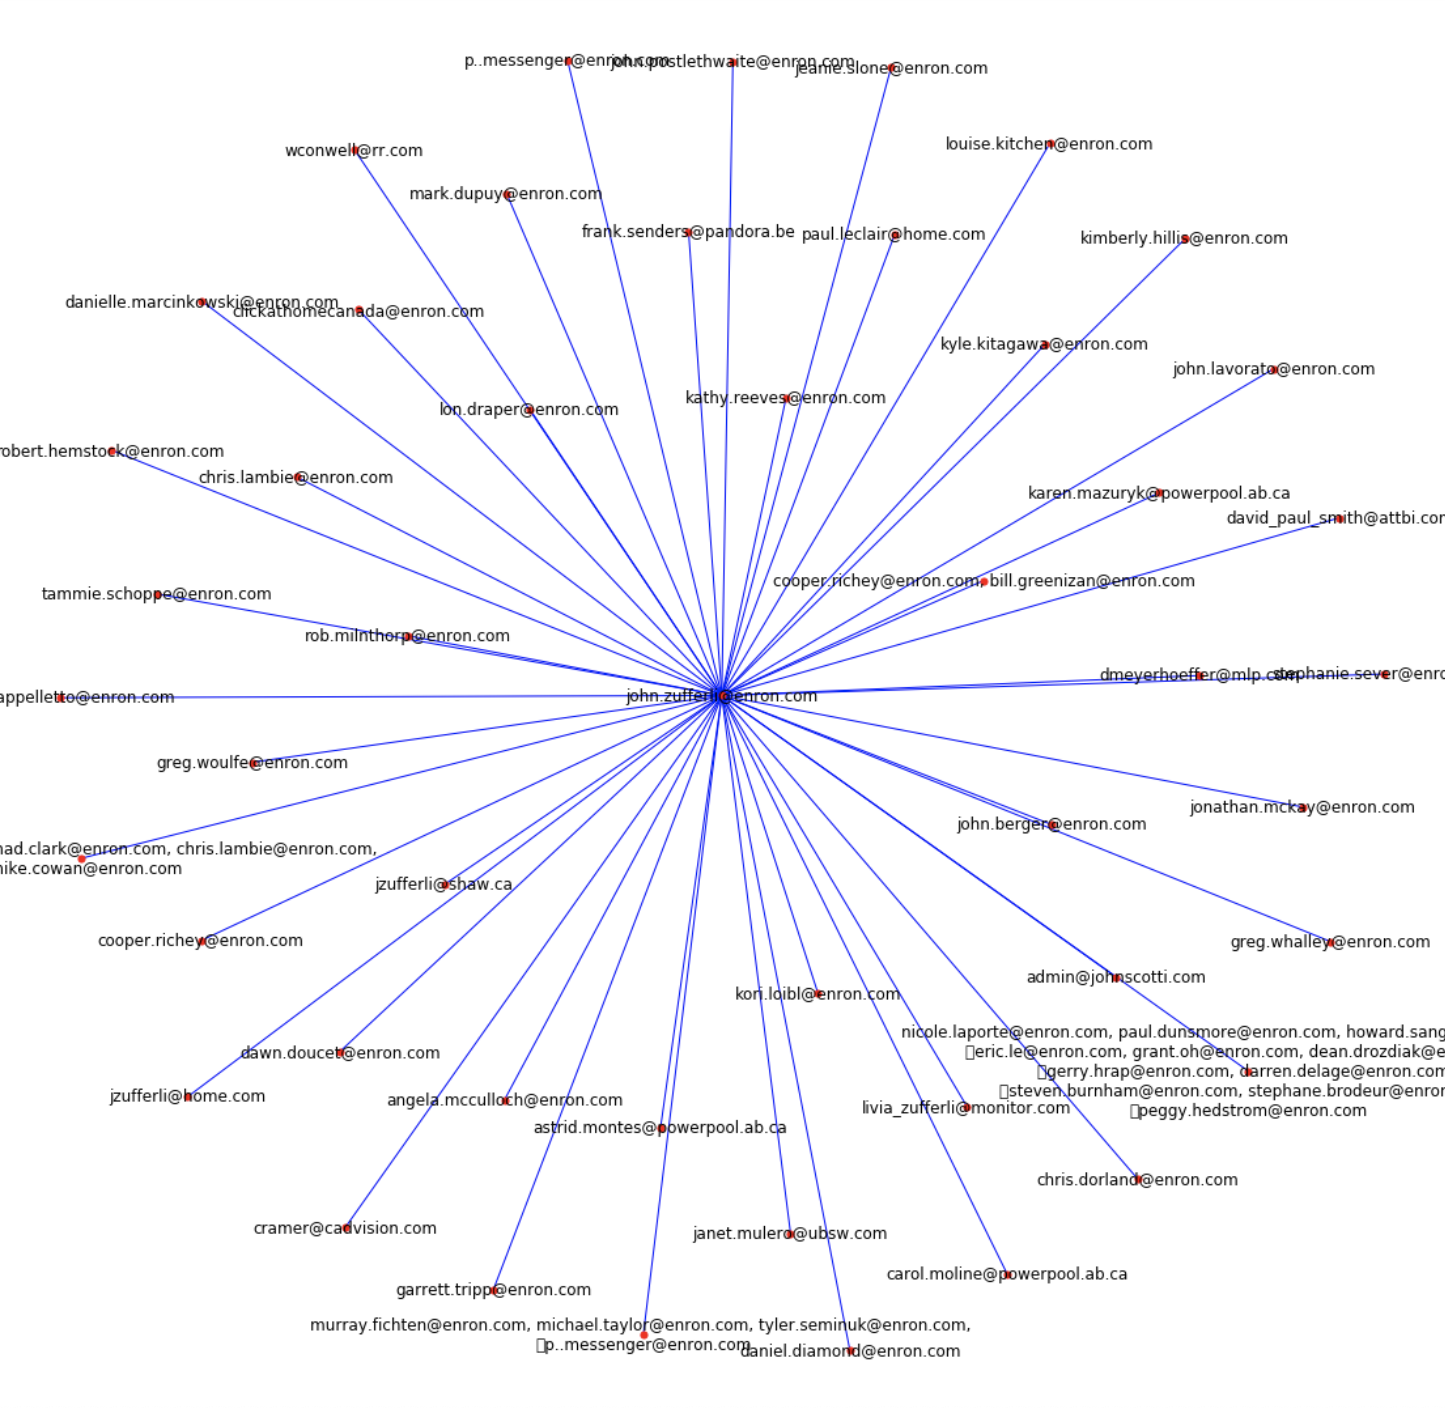 p..messenger@enron.com
john.postlethwaite@enron.com
jeanie.slone@enron.com
louise.kitchen@enron.com
wconwell@rr.com
mark.dupuy@enron.com
frank.senders@pandora.be
paul.leclair@home.com
kimberly.hillis@enron.com
danielle.marcinkowski@enron.com
clickathomecanada@enron.com
kyle.kitagawa@enron.com
john.lavorato@enron.com
kathy.reeves@enron.com
lon.draper@enron.com
obert.hemstock@enron.com
chris.lambie@enron.com
karen.mazuryk@powerpool.ab.ca
david_paul_smith@attbi.cor
cooper.richey@enron.com, bill.greenizan@enron.com
tammie.schoppe@enron.com
rob.milnthorp@enron.com
dmeyerhoeffer@mlp.com
stephanie.sever@enro
john.zufferli@enron.com
appelletto@enron.com
greg.woulfe@enron.com
jonathan.mckay@enron.com
john.berger@enron.com
had.clark@enron.com, chris.lambie@enron.com,
nike.cowan@enron.com
jzufferli@shaw.ca
cooper.richey@enron.com
greg.whalley@enron.com
admin@johnscotti.com
kori.loibl@enron.com
nicole.laporte@enron.com, paul.dunsmore@enron.com, howard.sang
eric.le@enron.com, grant.oh@enron.com, dean.drozdiak@e
gerry.hrap@enron.com, darren.delage@enron.com
steven.burnham@enron.com, stephane.brodeur@enron
peggy.hedstrom@enron.com
dawn.doucet@enron.com
jzufferli@home.com
angela.mcculloch@enron.com
livia_zufferli@monitor.com
astrid.montes@powerpool.ab.ca
chris.dorland@enron.com
cramer@cadvision.com
janet.mulero@ubsw.com
carol.moline@powerpool.ab.ca
garrett.tripp@enron.com
murray.fichten@enron.com, michael.taylor@enron.com, tyler.seminuk@enron.com,
p..messenger@enron.com
daniel.diamond@enron.com